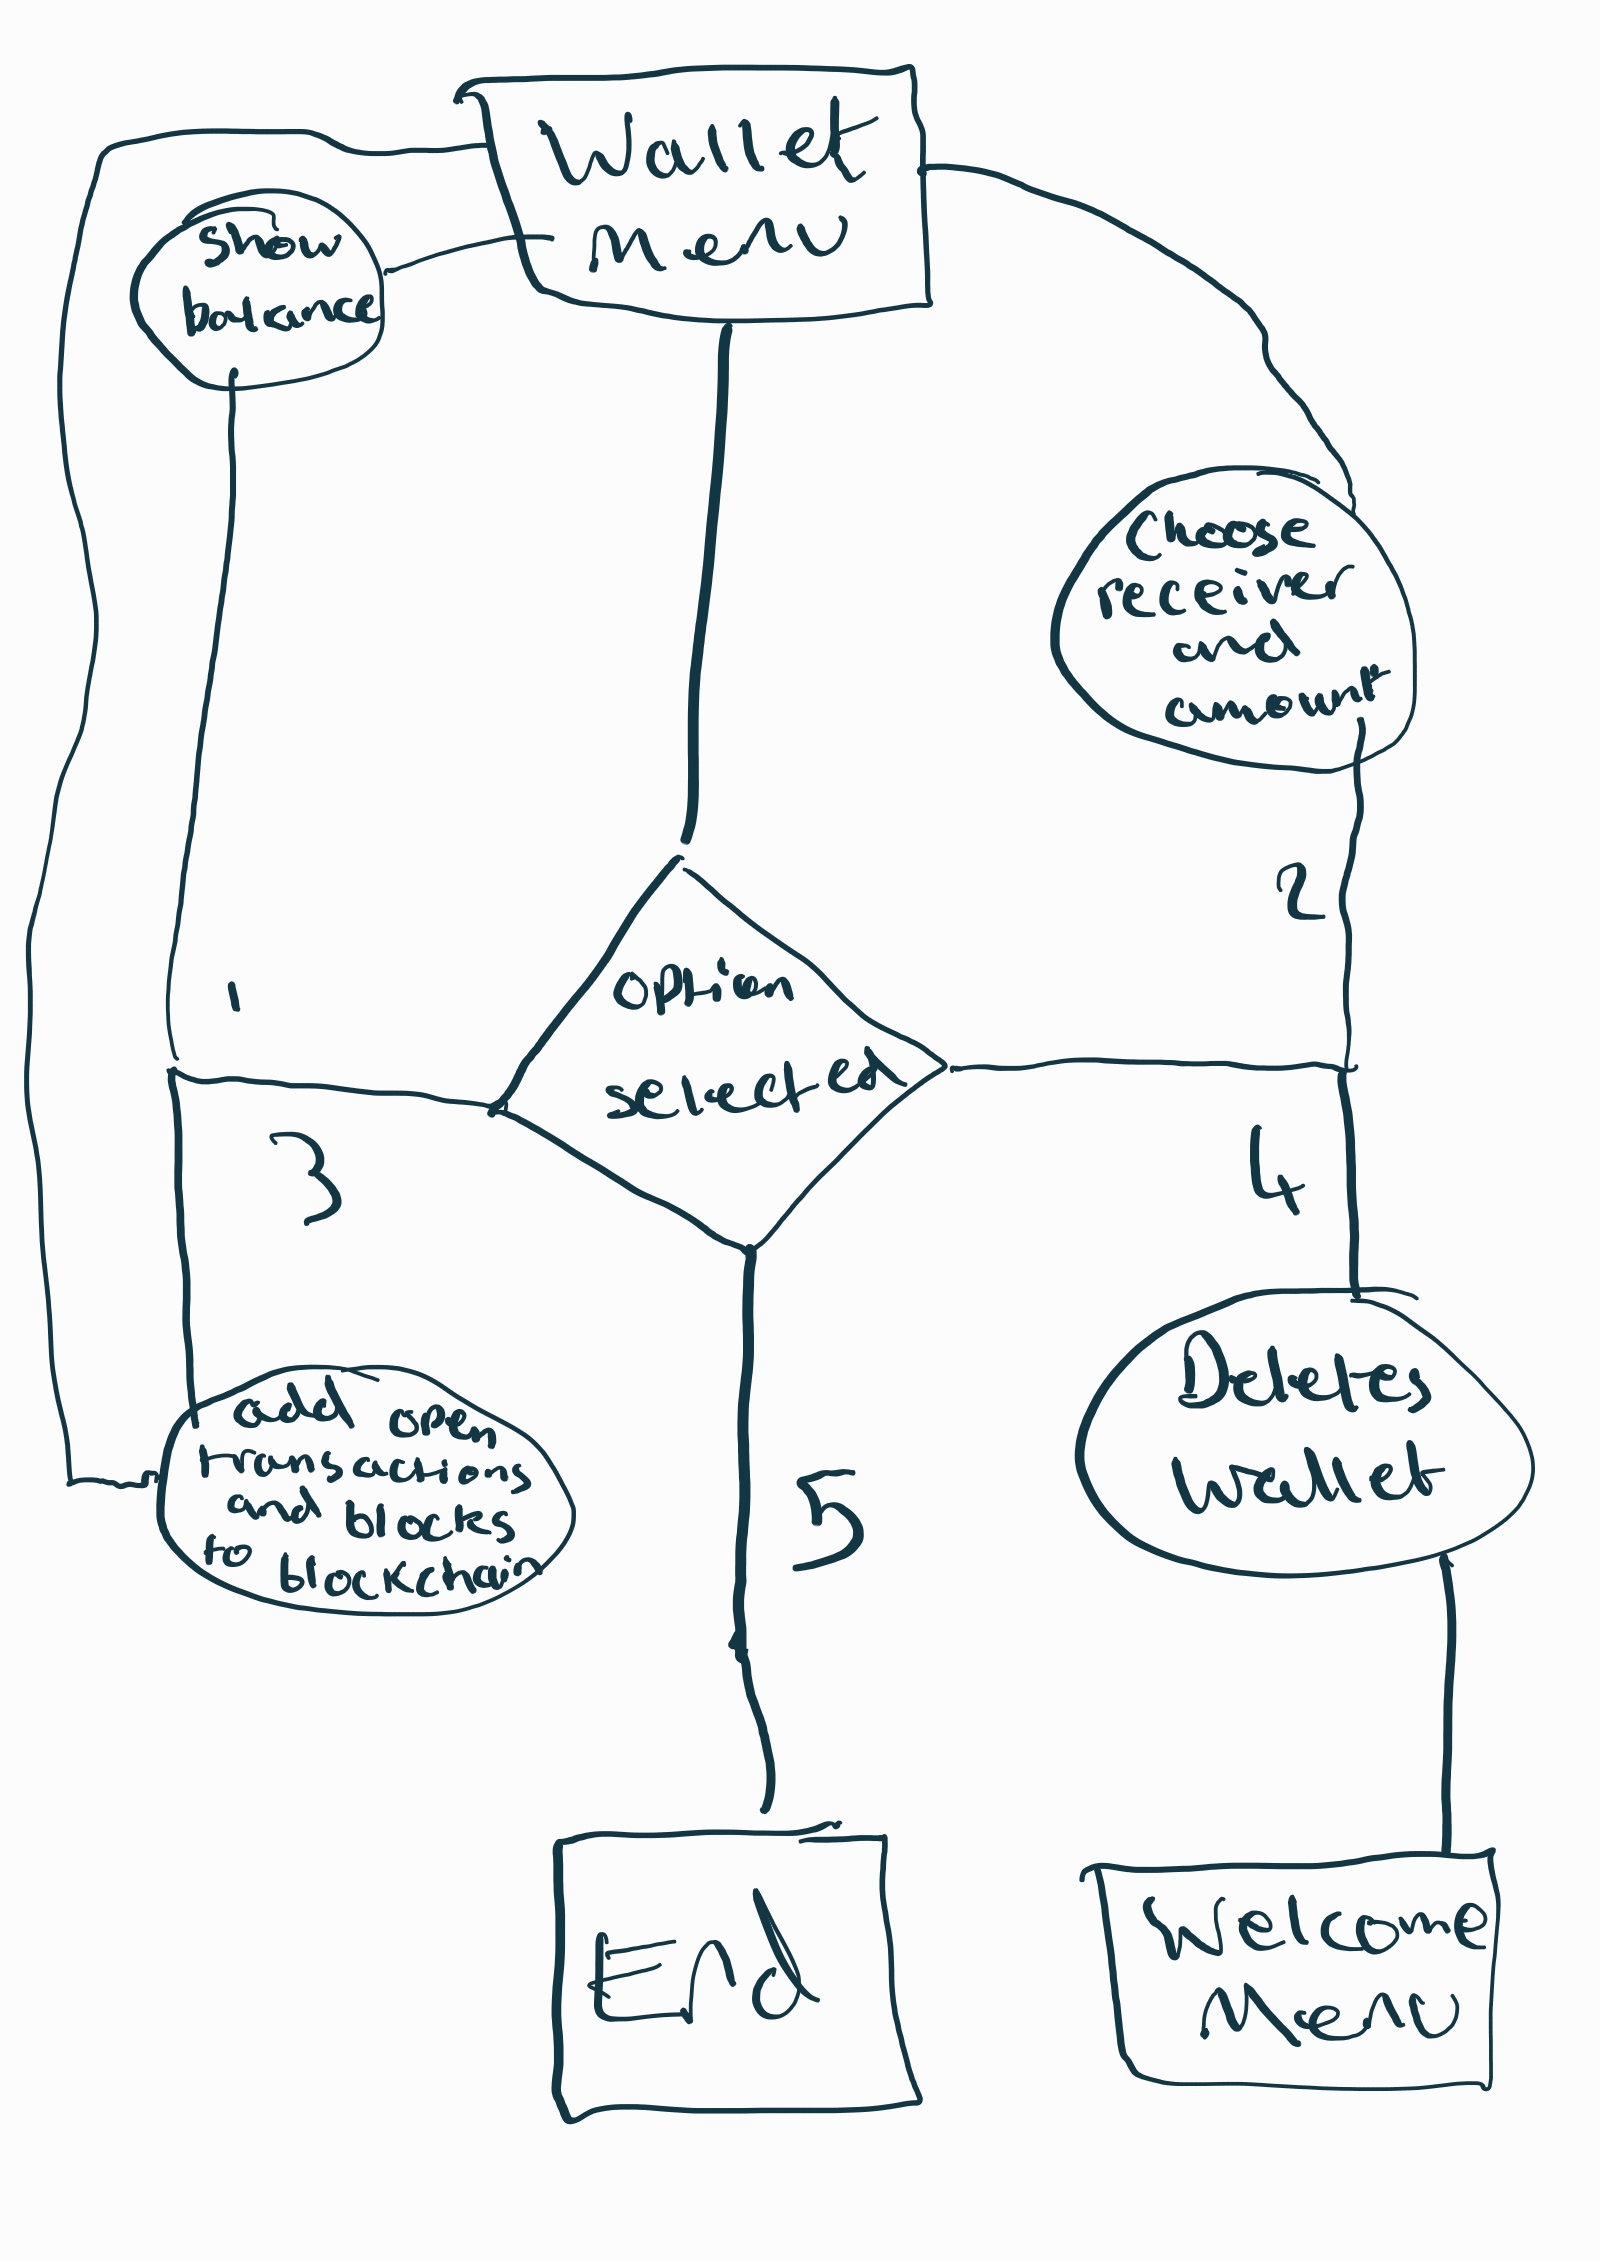 Wallet
Menu
Show
balance
Choose
receiver
and
amount
2
option
selected
1
3
4
add open
transactions
and blocks
to blockchain
Deletes
Wallet
5
End
Welcome
Menu